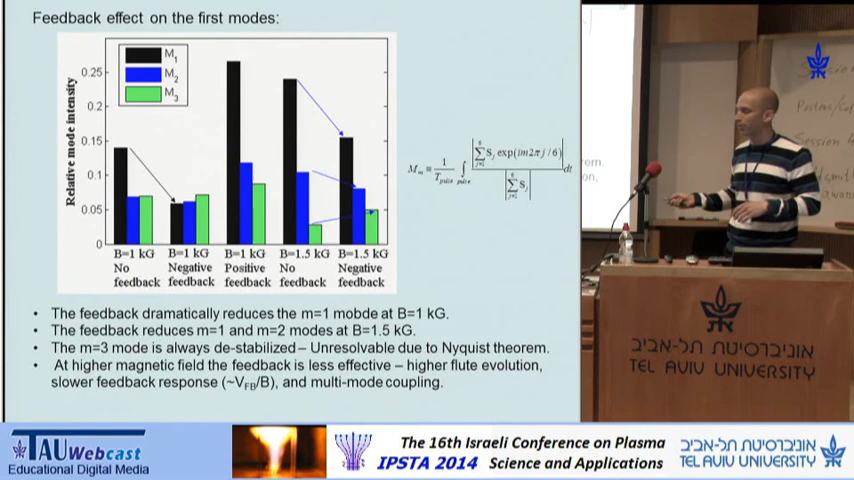 Feedback effect on the first modes:
M1
M2
M3
Relative mode intensity
0.25
0.2
0.15
0.1
0.05
0
B=1 kG No feedback
B=1 kG Negative feedback
B=1 kG Positive feedback
B=1.5 kG No feedback
B=1.5 kG Negative feedback
• The feedback dramatically reduces the m=1 mobde at B=1 kG.
• The feedback reduces m=1 and m=2 modes at B=1.5 kG.
• The m=3 mode is always de-stabilized – Unresolvable due to Nyquist theorem.
• At higher magnetic field the feedback is less effective – higher flute evolution,
slower feedback response (~VFB/B), and multi-mode coupling.
אוניברסיטת תל-אביב
TEL AVIV UNIVERSITY
TAU Webcast
Educational Digital Media
The 16th Israeli Conference on Plasma
IPSTA 2014 Science and Applications
אוניברסיטת תל-אביב
TEL AVIV UNIVERSITY